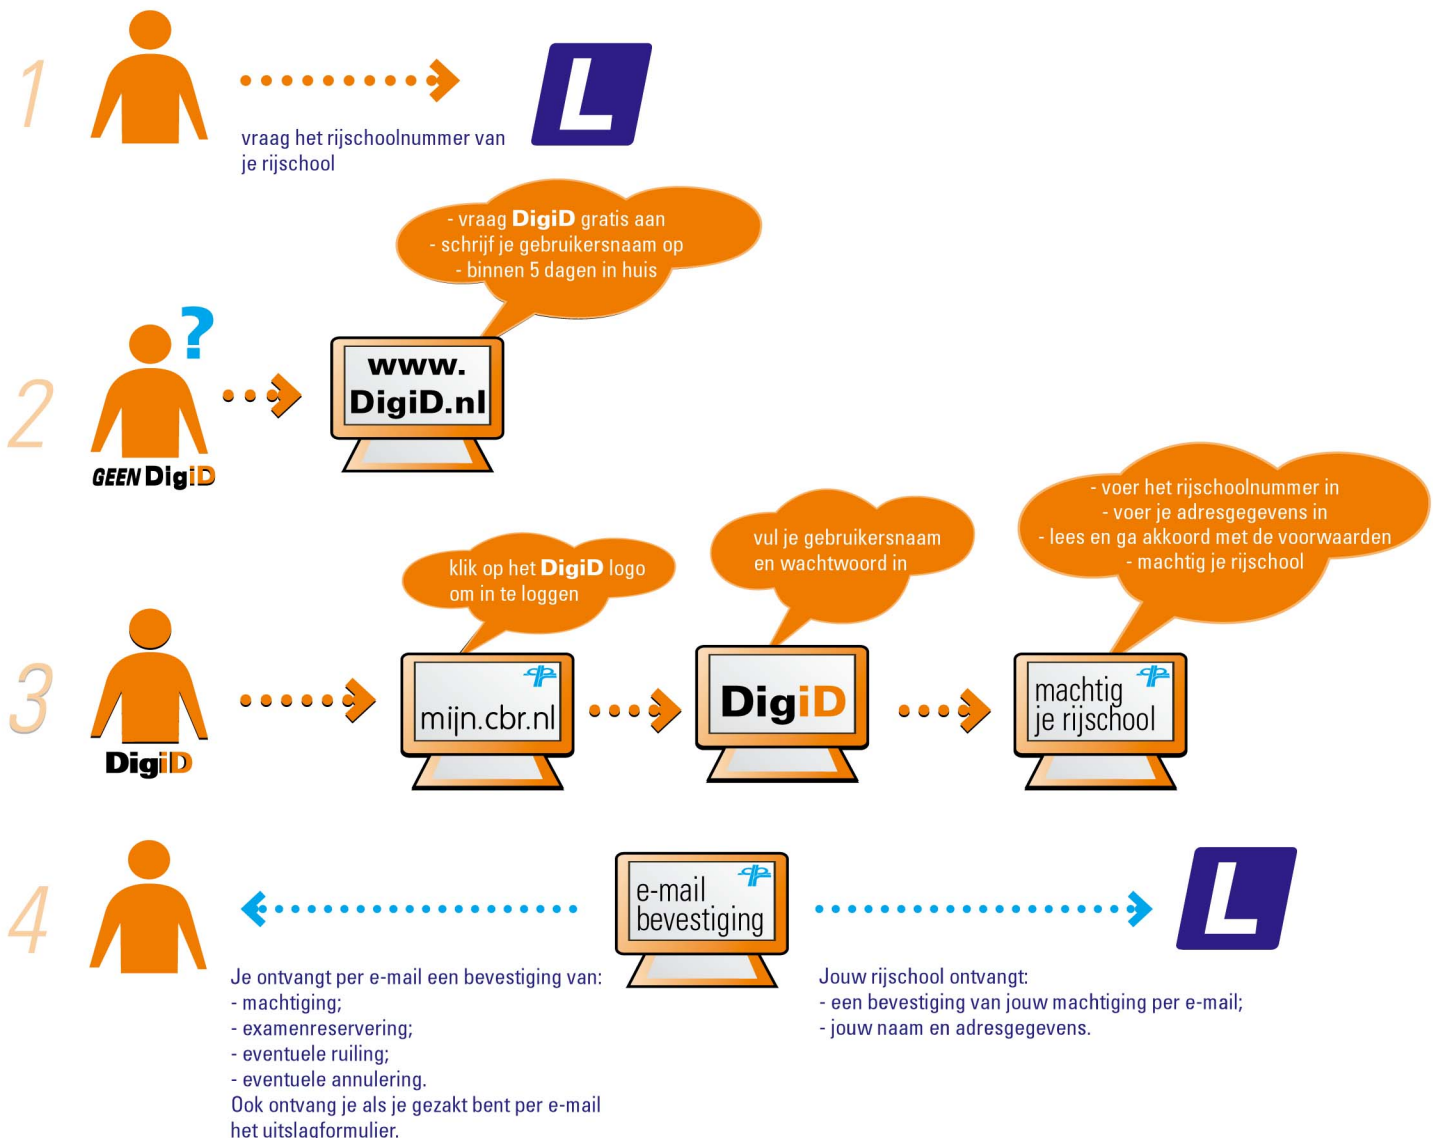 1
L
vraag het rijschoolnummer van
je rijschool
- vraag DigiD gratis aan
- schrijf je gebruikersnaam op
- binnen 5 dagen in huis
2
?
GEEN DigiD
www.
DigiD.nl
3
DigiD
klik op het DigiD logo
om in te loggen
mijn.cbr.nl
vul je gebruikersnaam
en wachtwoord in
DigiD
- voer het rijschoolnummer in
- voer je adresgegevens in
- lees en ga akkoord met de voorwaarden
- machtig je rijschool
machtig
je rijschool
4
e-mail
bevestiging
L
Je ontvangt per e-mail een bevestiging van:
- machtiging;
- examenreservering;
- eventuele ruiling;
- eventuele annulering.
Ook ontvang je als je gezakt bent per e-mail
het uitslagformulier.
Jouw rijschool ontvangt:
- een bevestiging van jouw machtiging per e-mail;
- jouw naam en adresgegevens.